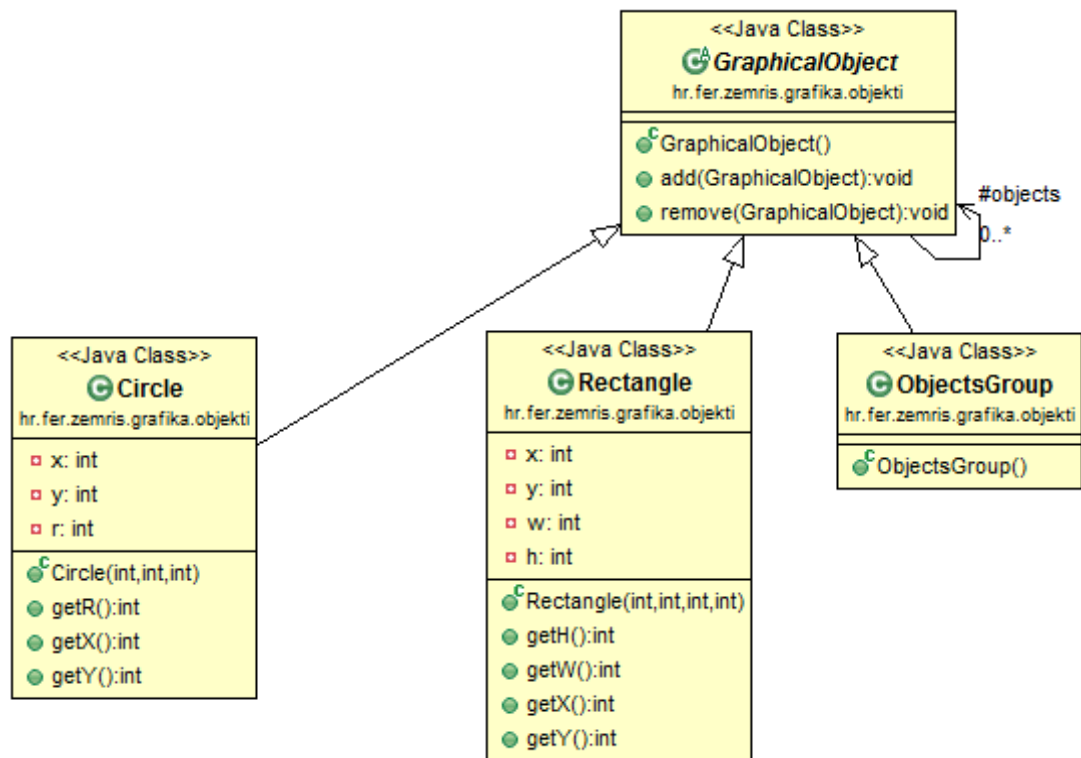 <<Java Class>>
GraphicalObject
hr.fer.zemris.grafika.objekti
GraphicalObject()
add(GraphicalObject):void
remove(GraphicalObject):void
#objects
0..*
<<Java Class>>
Circle
hr.fer.zemris.grafika.objekti
x: int
y: int
r: int
Circle(int,int,int)
getR():int
getX():int
getY():int
<<Java Class>>
Rectangle
hr.fer.zemris.grafika.objekti
x: int
y: int
w: int
h: int
Rectangle(int,int,int,int)
getH():int
getW():int
getX():int
getY():int
<<Java Class>>
ObjectsGroup
hr.fer.zemris.grafika.objekti
ObjectsGroup()